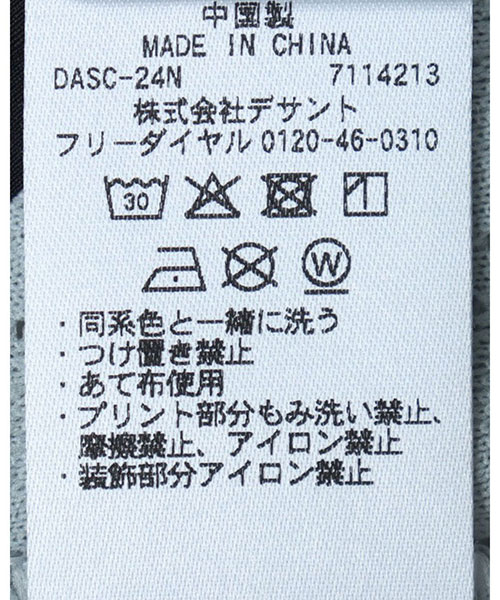 中国製
MADE IN CHINA
DASC-24N 7114213
株式会社デサント
フリーダイヤル 0120-46-0310
30
W
・同系色と一緒に洗う
・つけ置き禁止
・あて布使用
・プリント部分もみ洗い禁止、
摩擦禁止、アイロン禁止
・装飾部分アイロン禁止